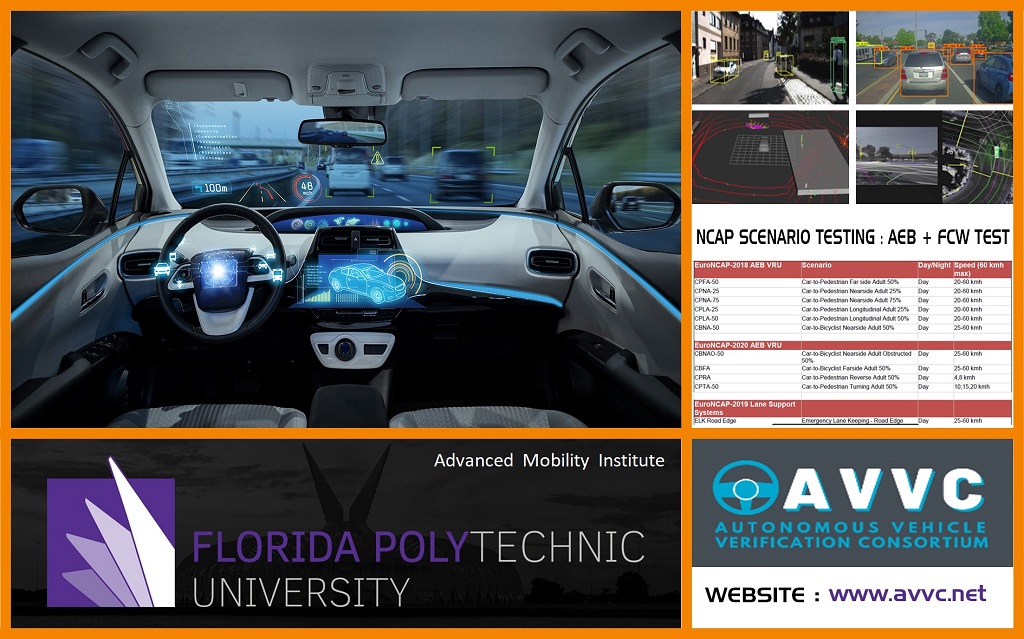 100m
48
mph
NCAP SCENARIO TESTING : AEB + FCW TEST
EuroNCAP-2018 AEB VRU Scenario Day/Night Speed (60 kmh max)
CPFA-50 Car-to-Pedestrian Far side Adult 50% Day 20-60 kmh
CPNA-25 Car-to-Pedestrian Nearside Adult 25% Day 20-60 kmh
CPNA-75 Car-to-Pedestrian Nearside Adult 75% Day 20-60 kmh
CPLA-25 Car-to-Pedestrian Longitudinal Adult 25% Day 20-60 kmh
CPLA-50 Car-to-Pedestrian Longitudinal Adult 50% Day 20-60 kmh
CBNA-50 Car-to-Bicyclist Nearside Adult 50% Day 25-60 kmh
EuroNCAP-2020 AEB VRU
CBNAO-50 Car-to-Bicyclist Nearside Adult Obstructed 50% Day 25-60 kmh
CBFA Car-to-Bicyclist Farside Adult 50% Day 25-60 kmh
CPRA Car-to-Pedestrian Reverse Adult 50% Day 4,8 kmh
CPTA-50 Car-to-Pedestrian Turning Adult 50% Day 10,15,20 kmh
EuroNCAP-2019 Lane Support Systems
ELK Road Edge Emergency Lane Keeping - Road Edge Day 25-60 kmh
Advanced Mobility Institute
FLORIDA POLYTECHNIC
UNIVERSITY
AVVC
AUTONOMOUS VEHICLE
VERIFICATION CONSORTIUM
WEBSITE : www.avvc.net